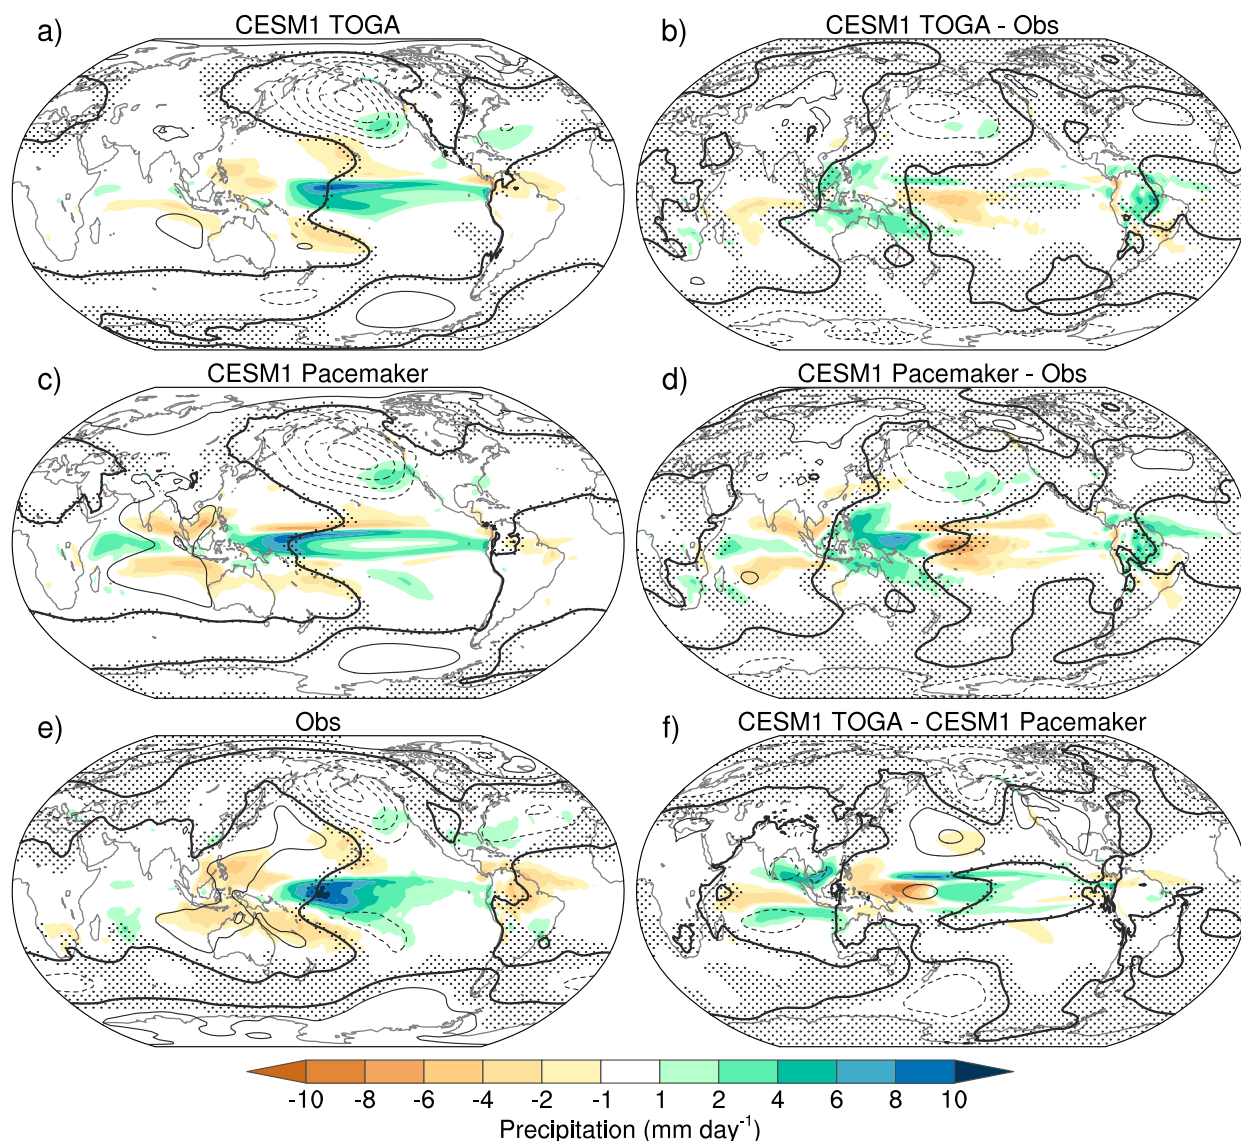 a) CESM1 TOGA
b) CESM1 TOGA - Obs
c) CESM1 Pacemaker
d) CESM1 Pacemaker - Obs
e) Obs
f) CESM1 TOGA - CESM1 Pacemaker
-10 -8 -6 -4 -2 -1 1 2 4 6 8 10
Precipitation (mm day⁻¹)